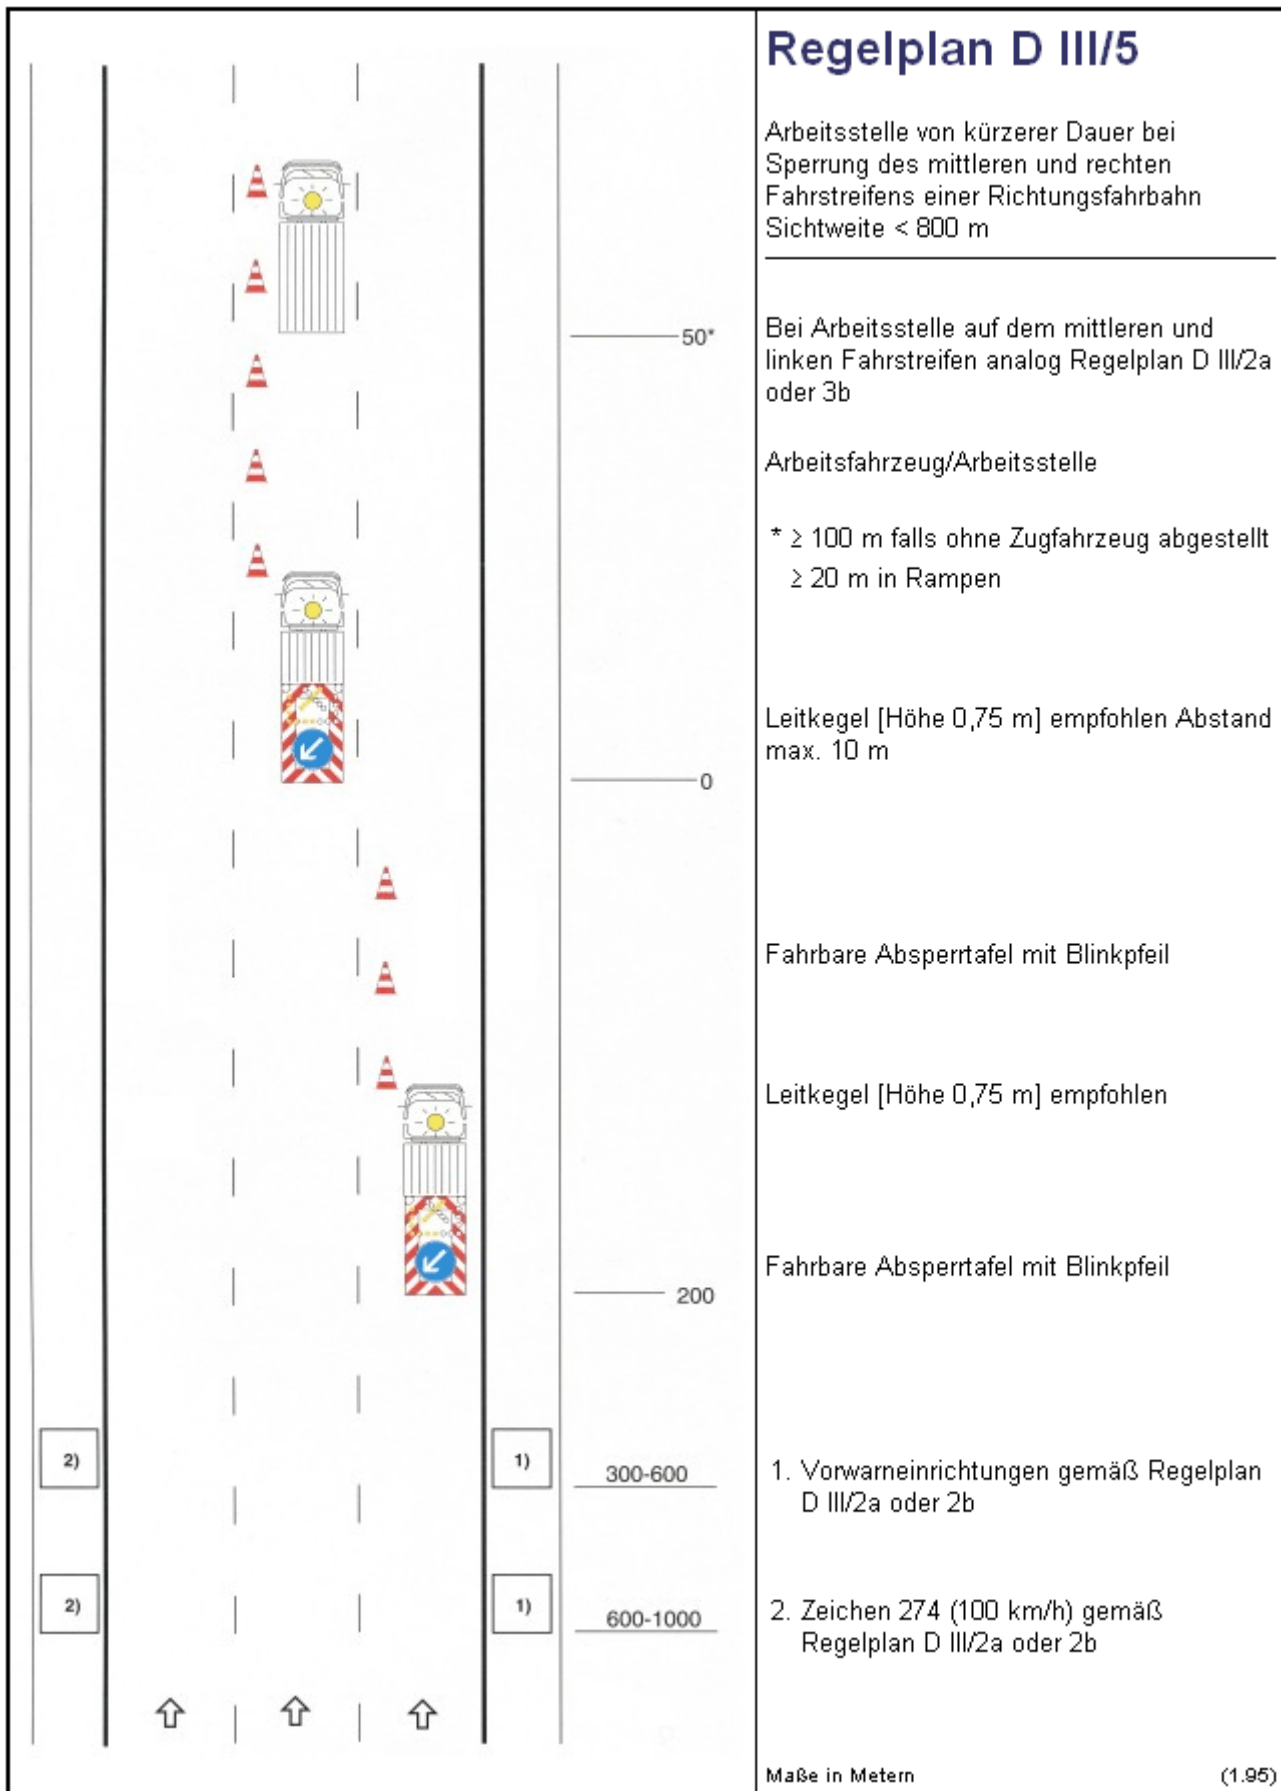 Regelplan D III/5
Arbeitsstelle von kürzerer Dauer bei
Sperrung des mittleren und rechten
Fahrstreifens einer Richtungsfahrbahn
Sichtweite < 800 m
50*
Bei Arbeitsstelle auf dem mittleren und
linken Fahrstreifen analog Regelplan D III/2a
oder 3b
Arbeitsfahrzeug/Arbeitsstelle
* ≥ 100 m falls ohne Zugfahrzeug abgestellt
≥ 20 m in Rampen
Leitkegel [Höhe 0,75 m] empfohlen Abstand
max. 10 m
0
Fahrbare Absperrtafel mit Blinkpfeil
Leitkegel [Höhe 0,75 m] empfohlen
Fahrbare Absperrtafel mit Blinkpfeil
200
2)
1)
300-600
1. Vorwarneinrichtungen gemäß Regelplan
D III/2a oder 2b
2)
1)
600-1000
2. Zeichen 274 (100 km/h) gemäß
Regelplan D III/2a oder 2b
Maße in Metern
(1.95)